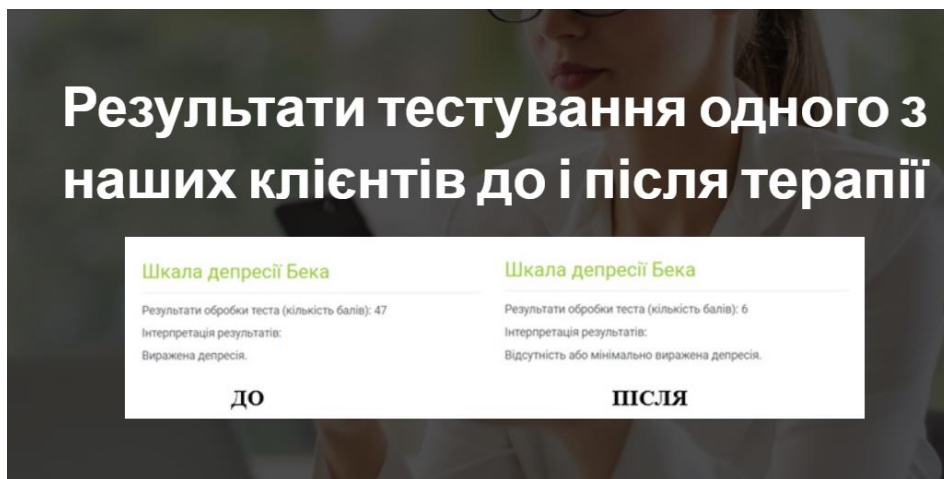 Результати тестування одного з
наших клієнтів до і після терапії
Шкала депресії Бека
Результати обробки теста (кількість балів): 47
Інтерпретація результатів:
Виражена депресія.
ДО
Шкала депресії Бека
Результати обробки теста (кількість балів): 6
Інтерпретація результатів:
Відсутність або мінімально виражена депресія.
ПІСЛЯ